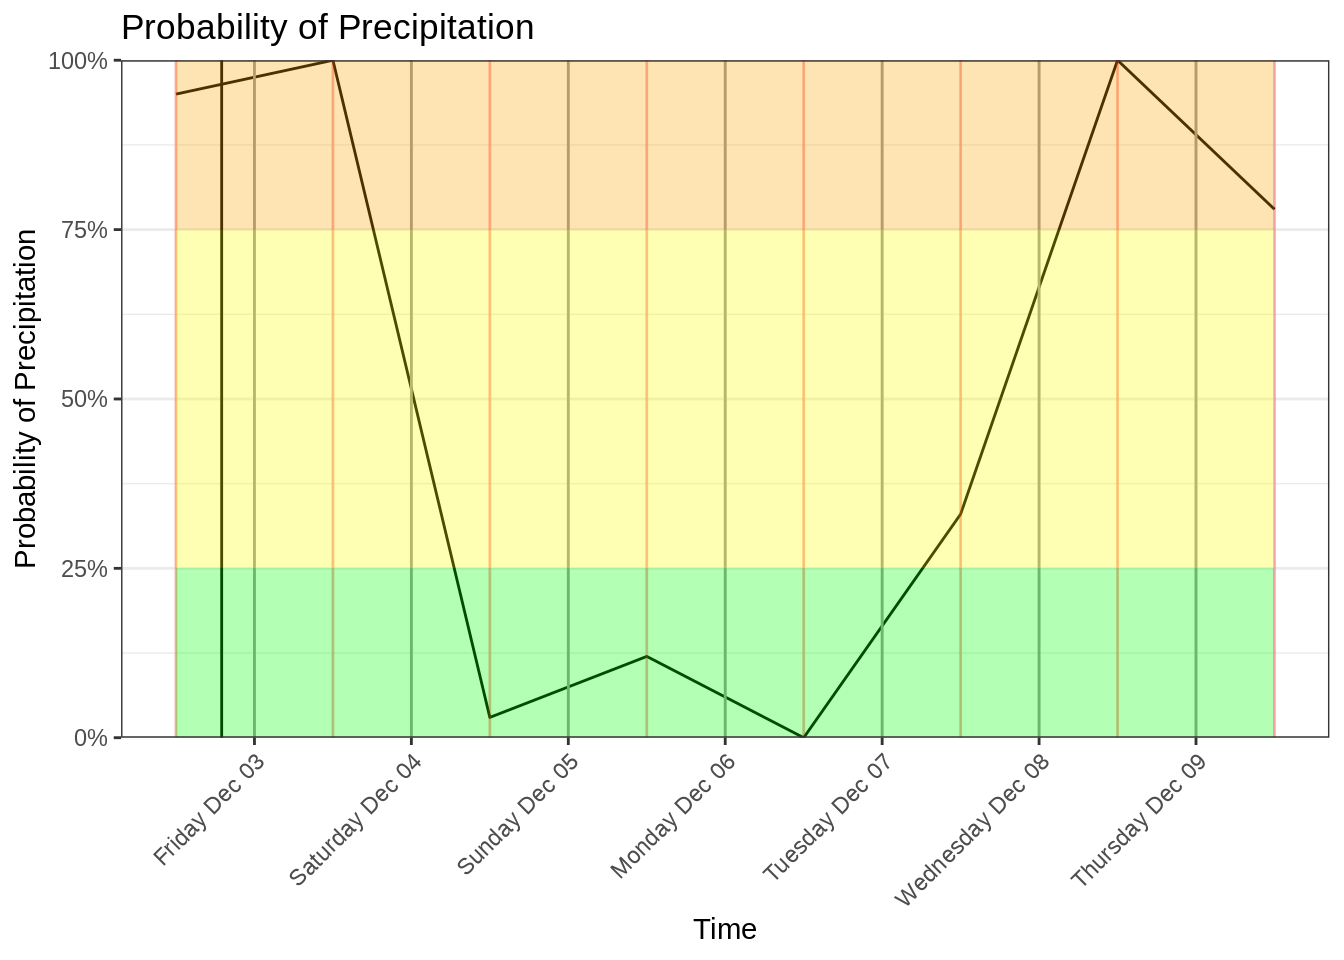 Probability of Precipitation
Probability of Precipitation
100%
75%
50%
25%
0%
Friday Dec 03
Saturday Dec 04
Sunday Dec 05
Monday Dec 06
Tuesday Dec 07
Wednesday Dec 08
Thursday Dec 09
Time